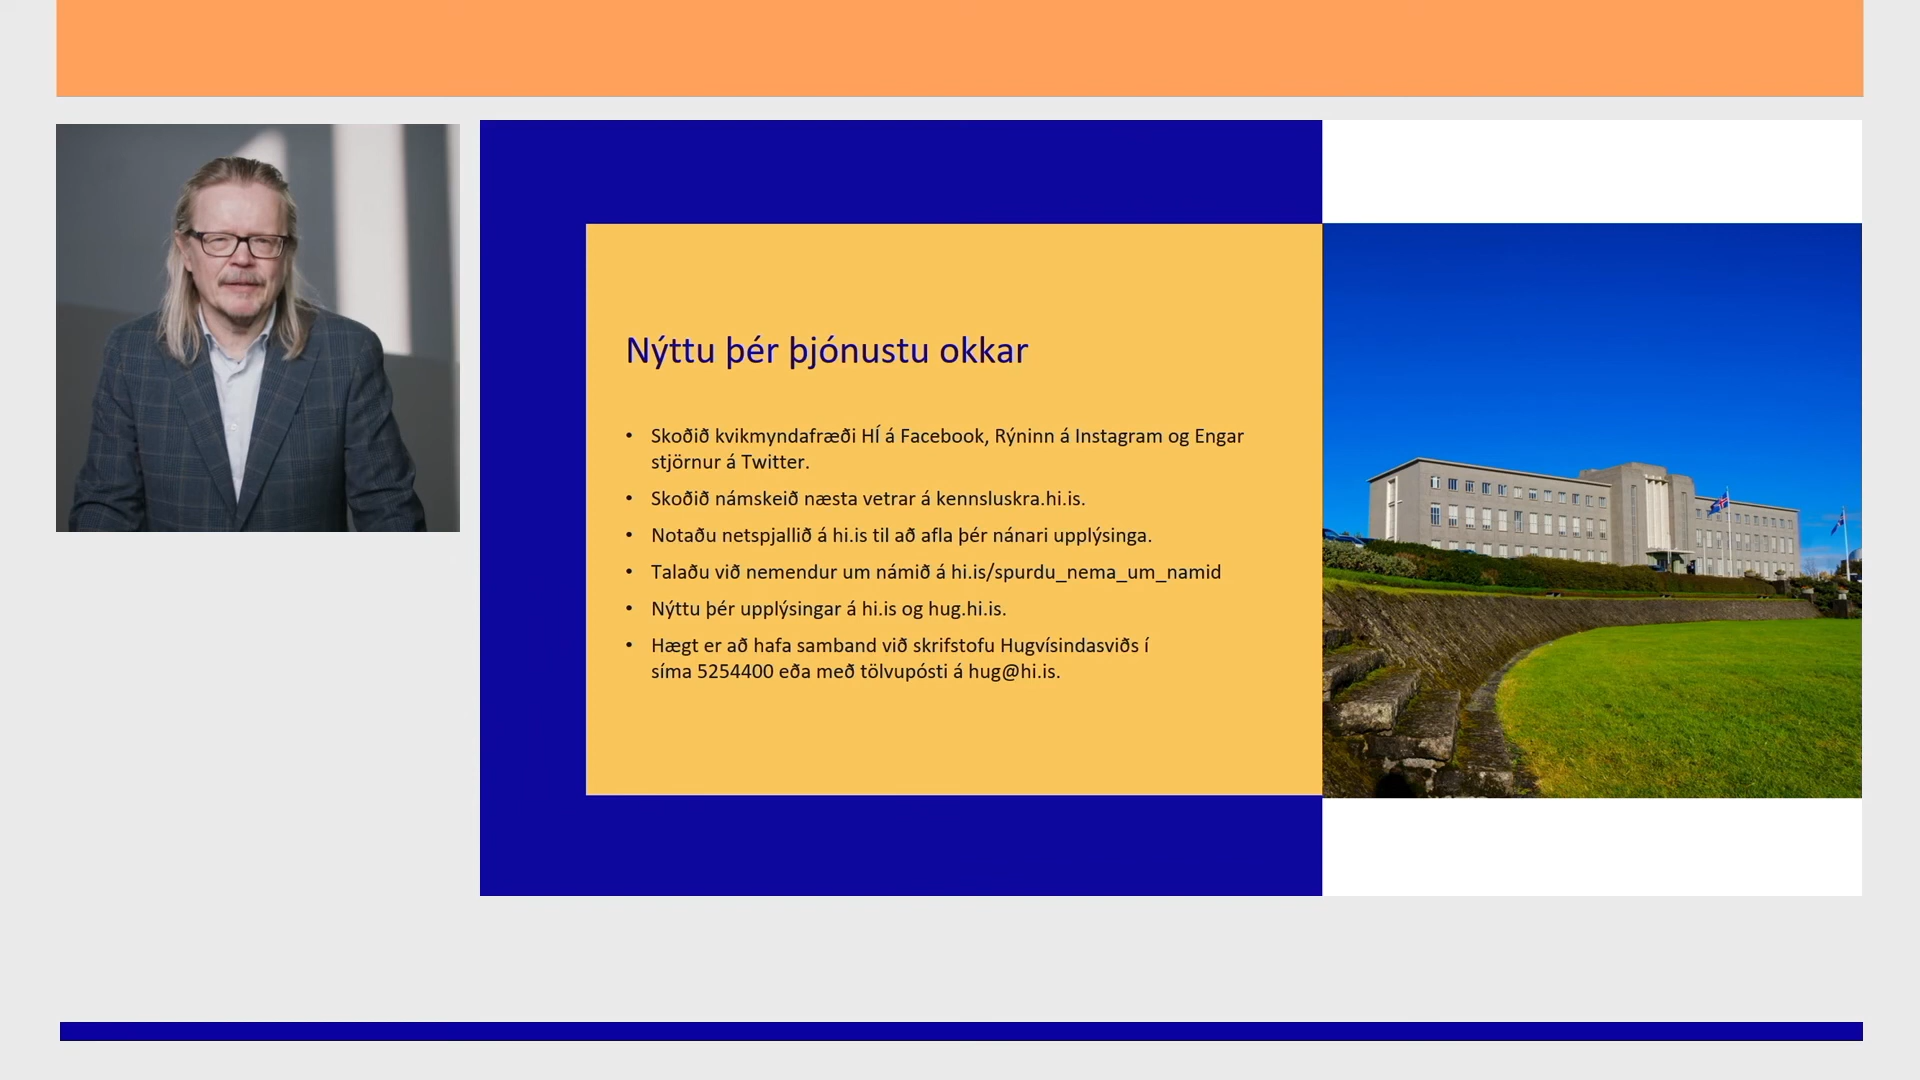 Nýttu þér þjónustu okkar
• Skoðið kvikmyndafræði HÍ á Facebook, Rýninn á Instagram og Engar
stjörnur á Twitter.
• Skoðið námskeið næsta vetrar á kennsluskra.hi.is.
• Notaðu netspjallið á hi.is til að afla þér nánari upplýsinga.
• Talaðu við nemendur um námið á hi.is/spurdu_nema_um_namid
• Nýttu þér upplýsingar á hi.is og hug.hi.is.
• Hægt er að hafa samband við skrifstofu Hugvísindasviðs í
síma 5254400 eða með tölvupósti á hug@hi.is.